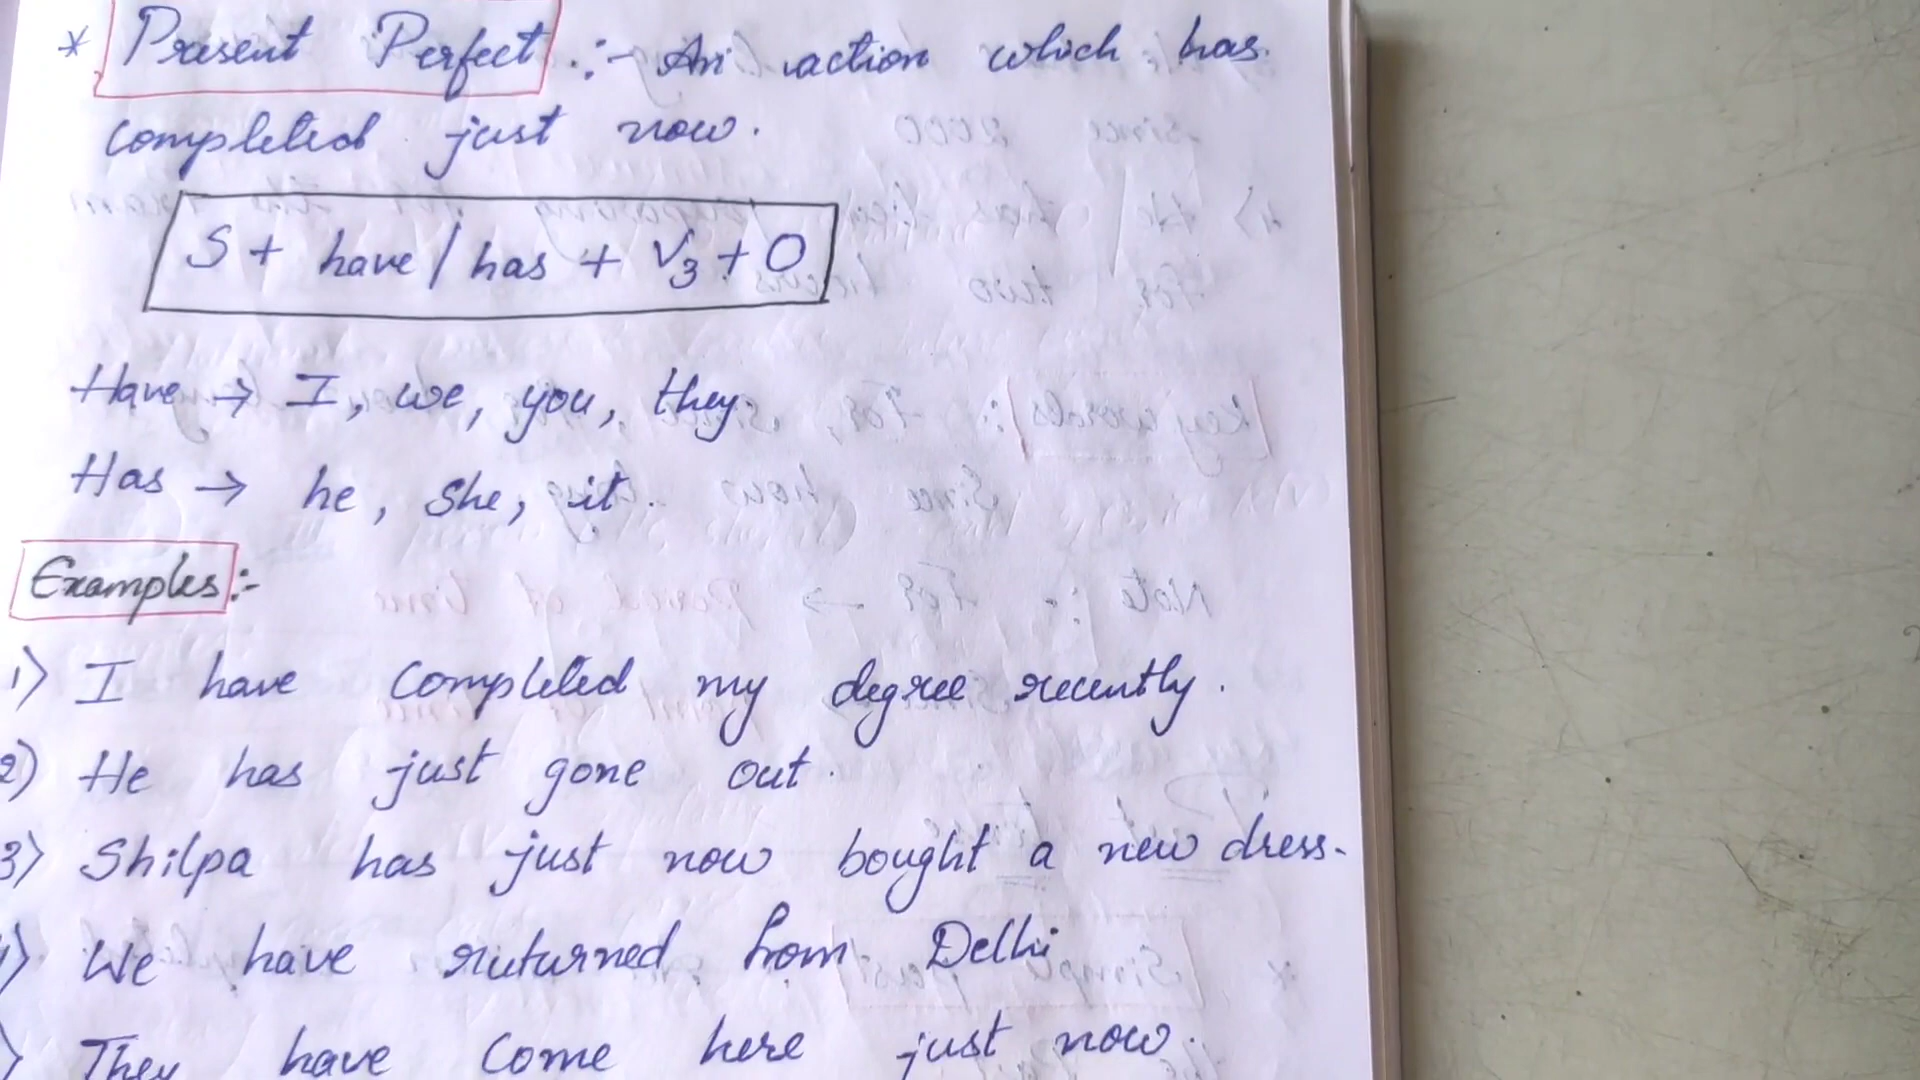 * Present Perfect :- An action which has
completed just now.
S + have / has + V3 + O
Have → I, we, you, they.
Has → he, she, it.
Examples :-
1) I have completed my degree recently.
2) He has just gone out.
3) Shilpa has just now bought a new dress.
4) We have returned from Delhi
They have come here just now.